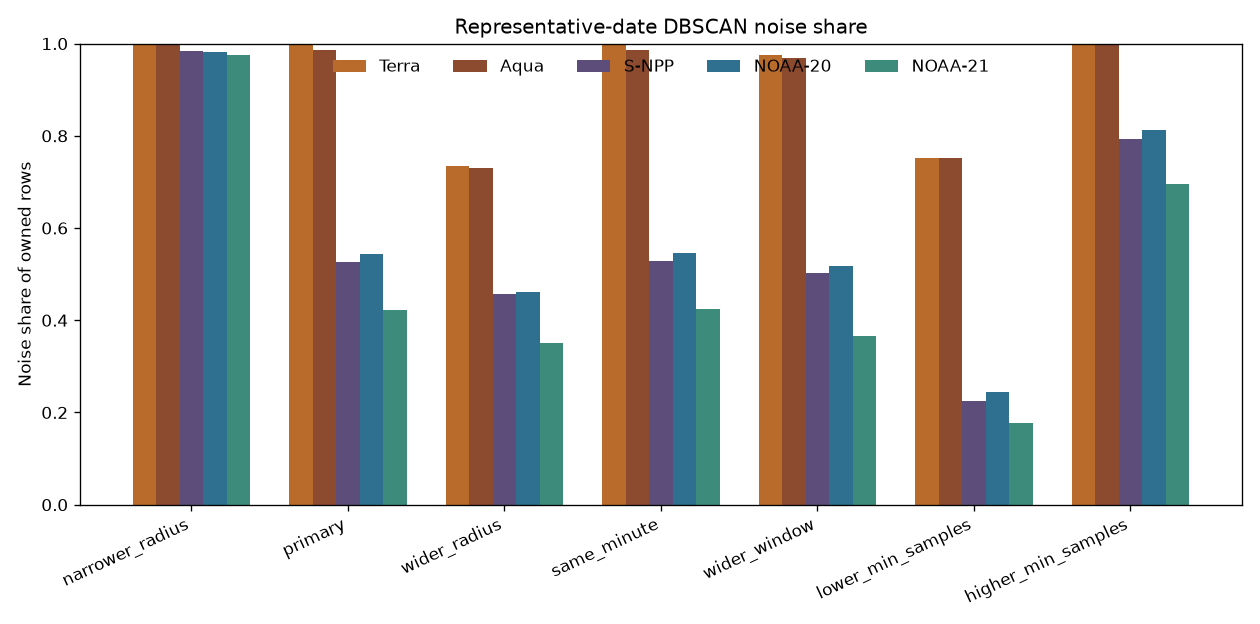 Representative-date DBSCAN noise share
Terra Aqua S-NPP NOAA-20 NOAA-21
Noise share of owned rows
1.0
0.8
0.6
0.4
0.2
0.0
narrower_radius primary wider_radius same_minute wider_window lower_min_samples higher_min_samples